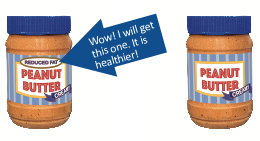 REDUCED FAT
PEANUT
BUTTER
CREAMY
Wow! I will get
this one. It is
healthier!
PEANUT
BUTTER
CREAMY